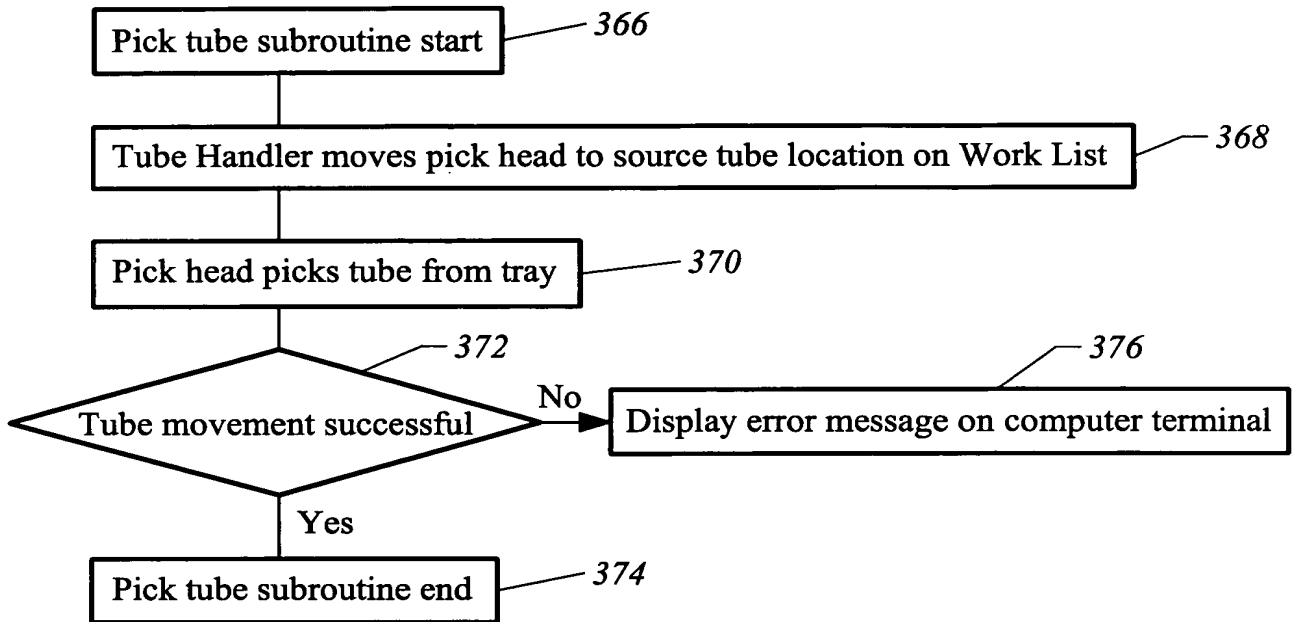 Pick tube subroutine start
366
Tube Handler moves pick head to source tube location on Work List
368
Pick head picks tube from tray
370
372
Tube movement successful
No
376
Display error message on computer terminal
Yes
Pick tube subroutine end
374